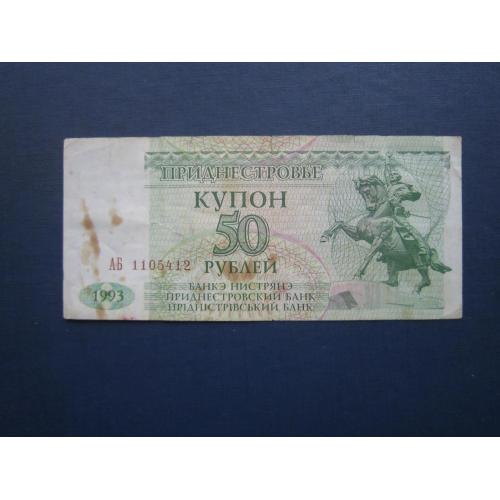 ПРИДНЕСТРОВЬЕ
КУПОН
50
РУБЛЕЙ
АБ 1105412
БАНКЭ НИСТРЯНЭ
ПРИДНЕСТРОВСКИЙ БАНК
ПРІДНІСТРІВСЬКИЙ БАНК
1993